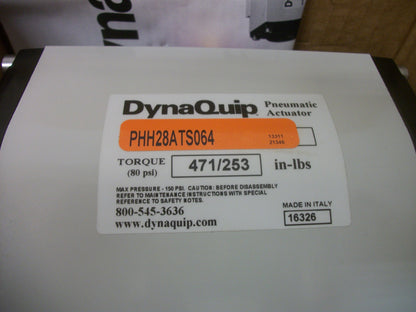 DynaQuip Pneumatic Actuator
PHH28ATS064 13311
21346
TORQUE 471/253 in-lbs
(80 psi)
MAX PRESSURE - 150 PSI. CAUTION: BEFORE DISASSEMBLY
REFER TO MAINTENANCE INSTRUCTIONS WITH SPECIAL
REFERENCE TO SAFETY NOTES.
800-545-3636
www.dynaquip.com
MADE IN ITALY
16326